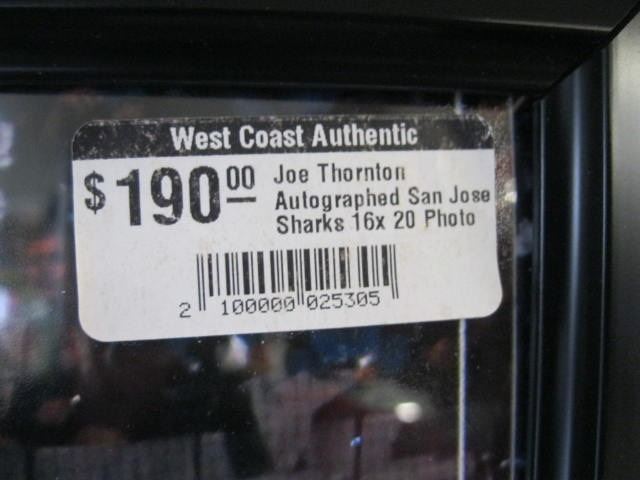 West Coast Authentic
$190.00 Joe Thornton
Autographed San Jose
Sharks 16x 20 Photo
2 100000 025305